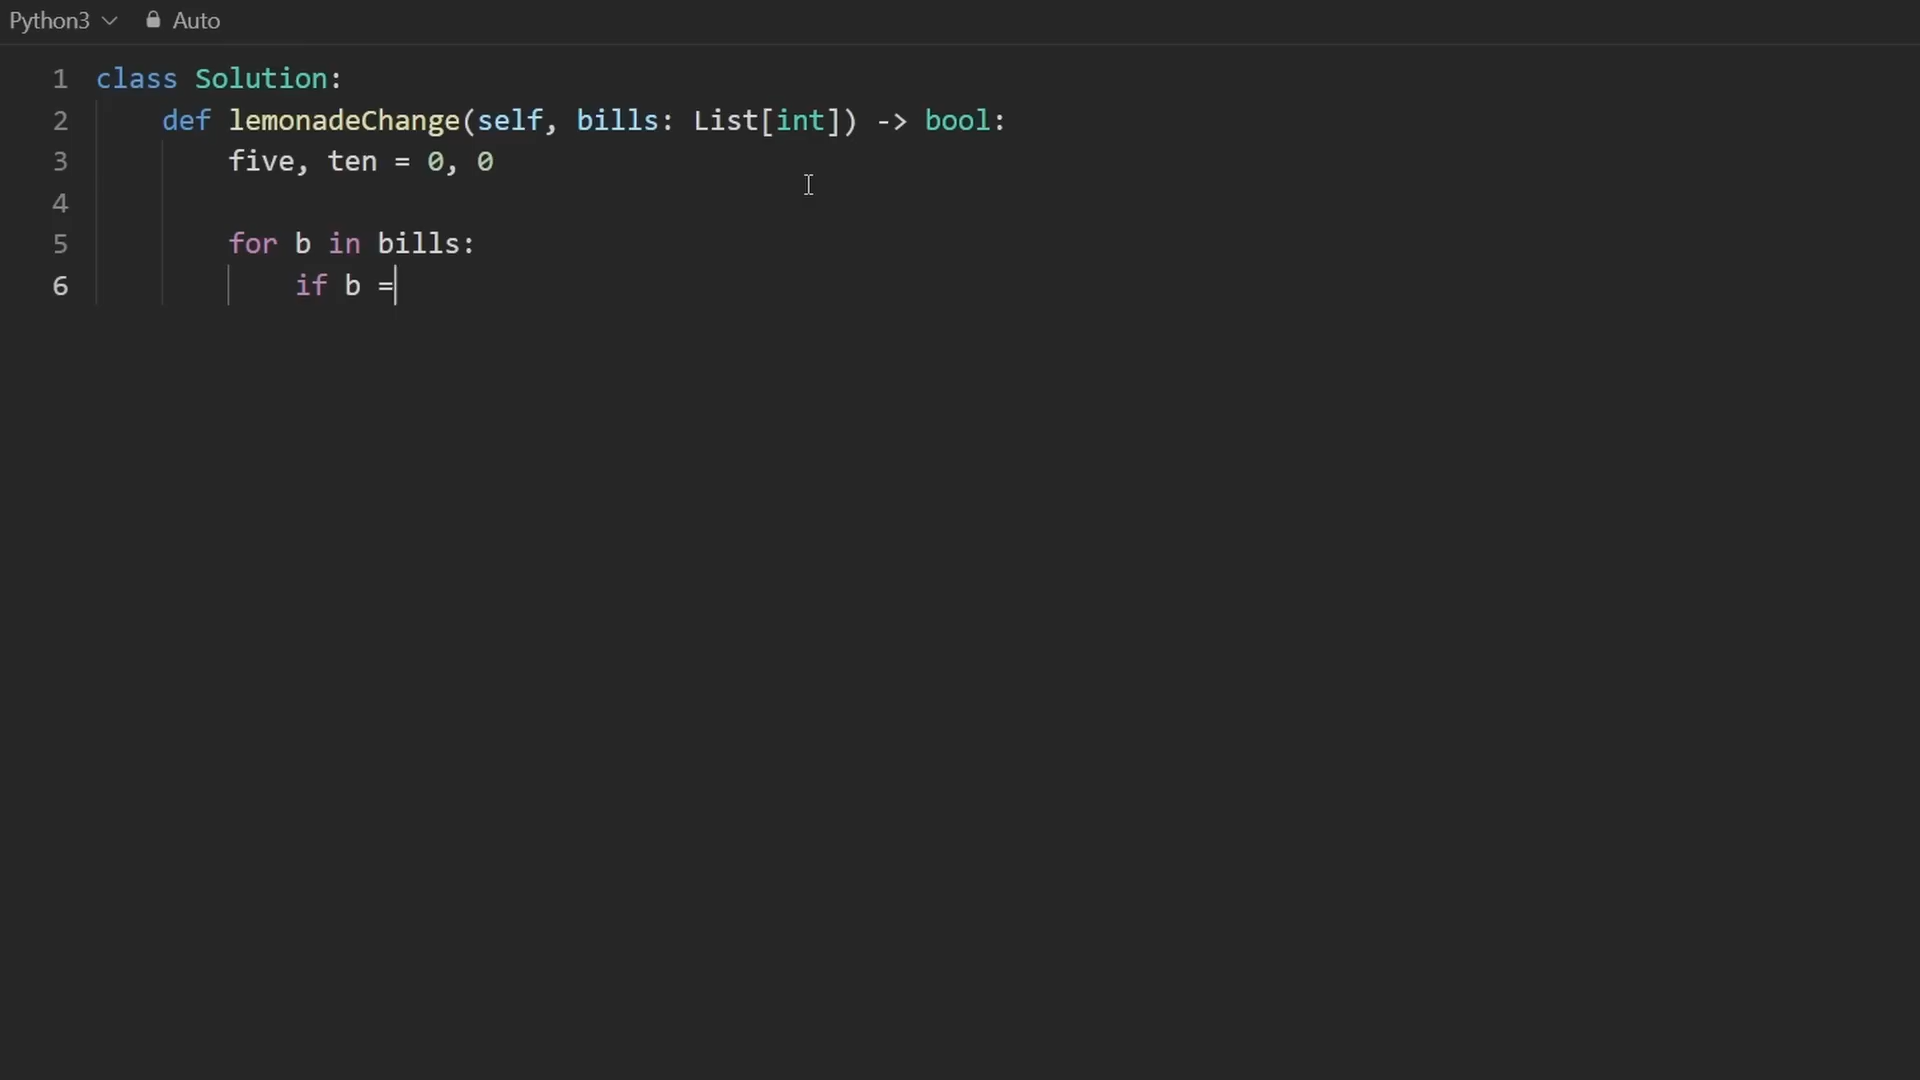 Python3 Auto
1 class Solution:
2 def lemonadeChange(self, bills: List[int]) -> bool:
3 five, ten = 0, 0
4
5 for b in bills:
6 if b =